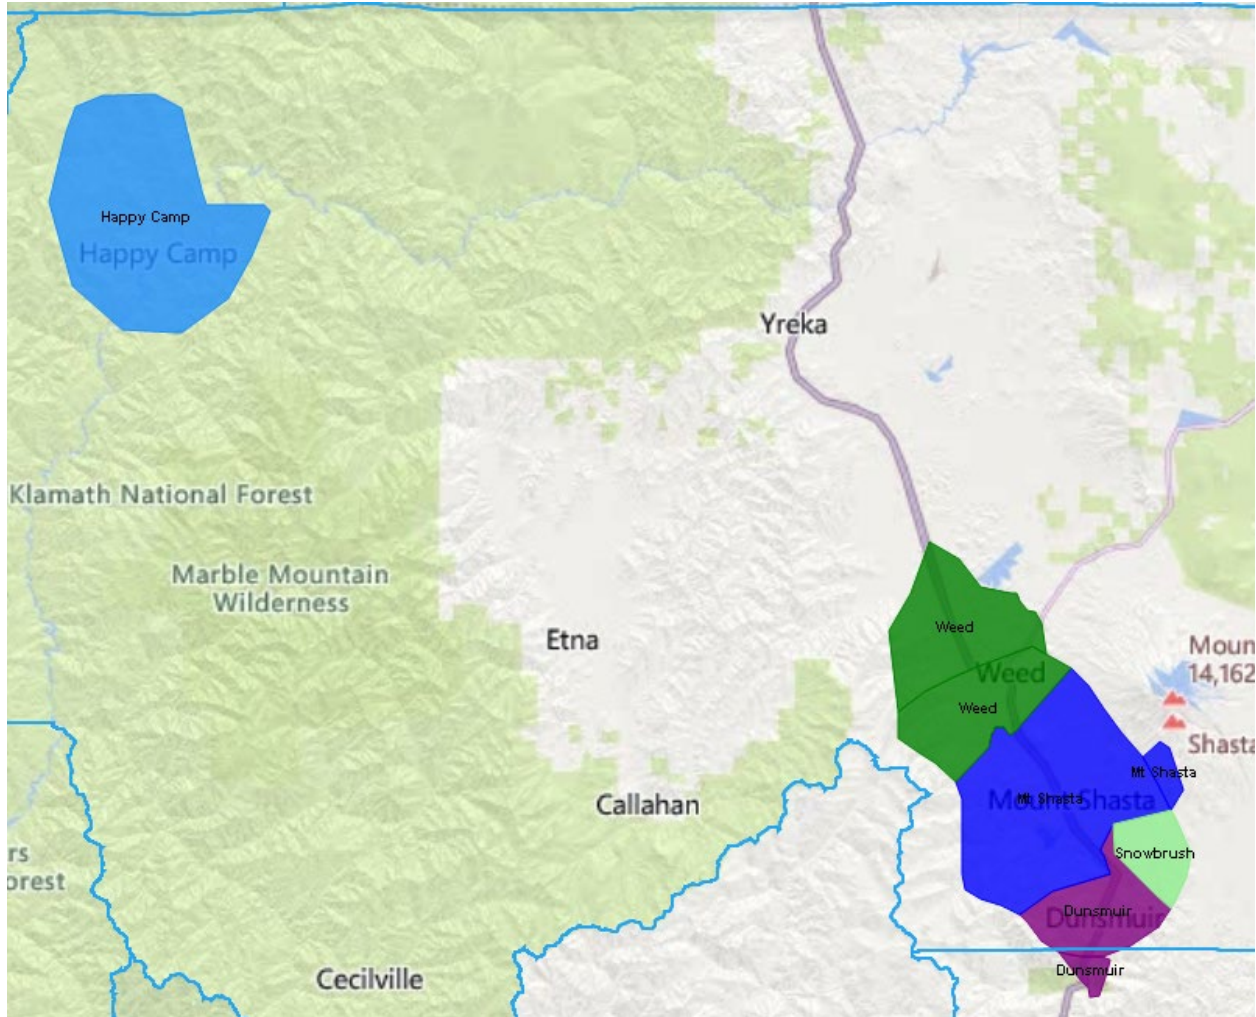 Happy Camp
Happy Camp
Yreka
Klamath National Forest
Marble Mountain
Wilderness
Etna
Weed
Weed
Weed
Moun
14,162
Shasta
Mt Shasta
Mt Shasta
Mount Shasta
Callahan
rs
orest
Snowbrush
Dunsmuir
Dunsmuir
Dunsmuir
Cecilville